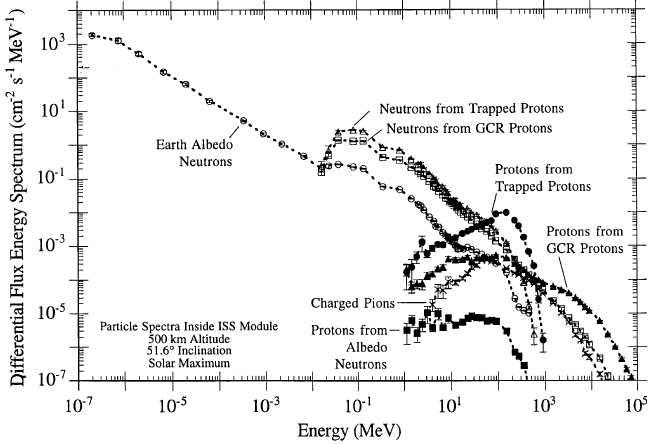 Differential Flux Energy Spectrum (cm⁻² s⁻¹ MeV⁻¹)
10³
10¹
10⁻¹
10⁻³
10⁻⁵
10⁻⁷
Neutrons from Trapped Protons
Neutrons from GCR Protons
Earth Albedo
Neutrons
Protons from
Trapped Protons
Protons from
GCR Protons
Charged Pions
Protons from
Albedo
Neutrons
Particle Spectra Inside ISS Module
500 km Altitude
51.6° Inclination
Solar Maximum
10⁻⁷ 10⁻⁵ 10⁻³ 10⁻¹ 10¹ 10³ 10⁵
Energy (MeV)